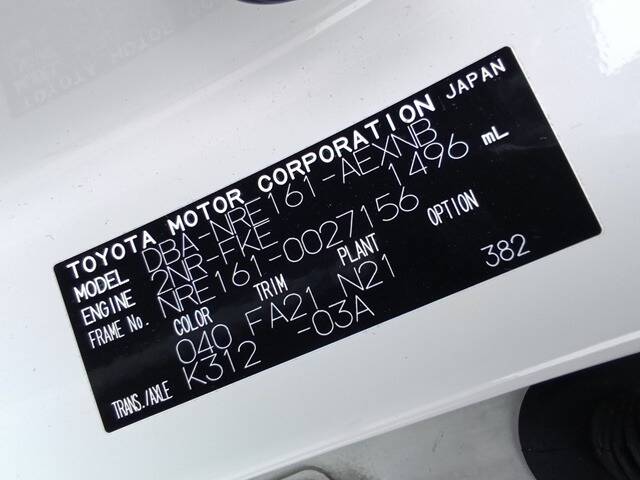 TOYOTA MOTOR CORPORATION JAPAN
MODEL DBA-NRE161-AEXNB
ENGINE 2NR-FKE 1496 mL
FRAME No. NRE161-0027156
COLOR TRIM PLANT OPTION
040 FA21 N21 382
TRANS./AXLE K312 -03A